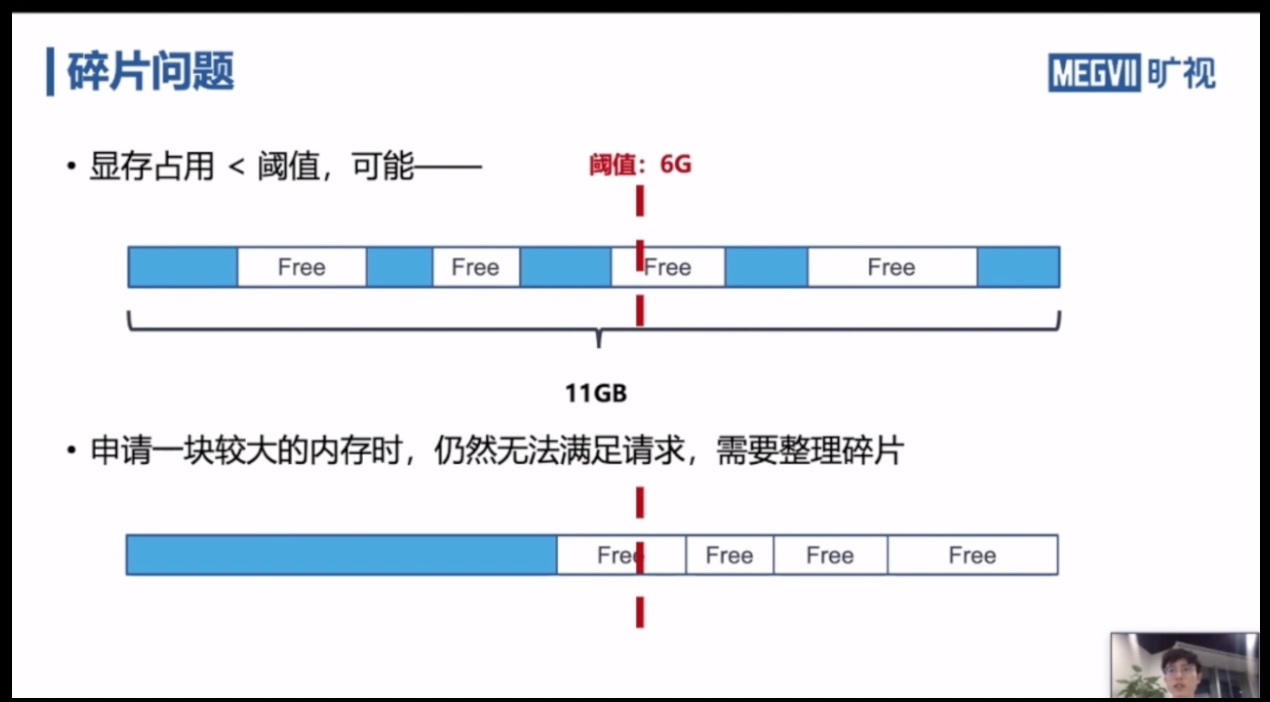 碎片问题
MEGVII 旷视
• 显存占用 < 阈值，可能——
阈值：6G
Free Free Free Free
11GB
• 申请一块较大的内存时，仍然无法满足请求，需要整理碎片
Free Free Free Free